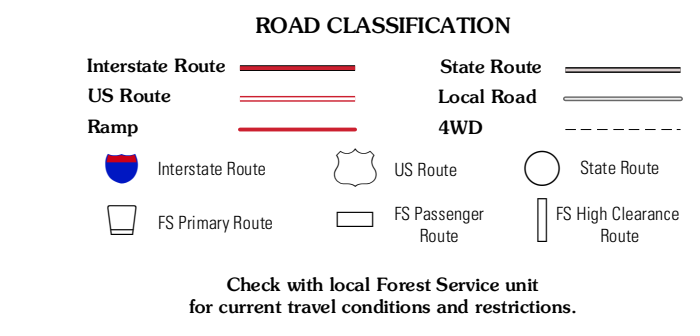 ROAD CLASSIFICATION
Interstate Route
State Route
US Route
Local Road
Ramp
4WD
Interstate Route
US Route
State Route
FS Primary Route
FS Passenger
Route
FS High Clearance
Route
Check with local Forest Service unit
for current travel conditions and restrictions.